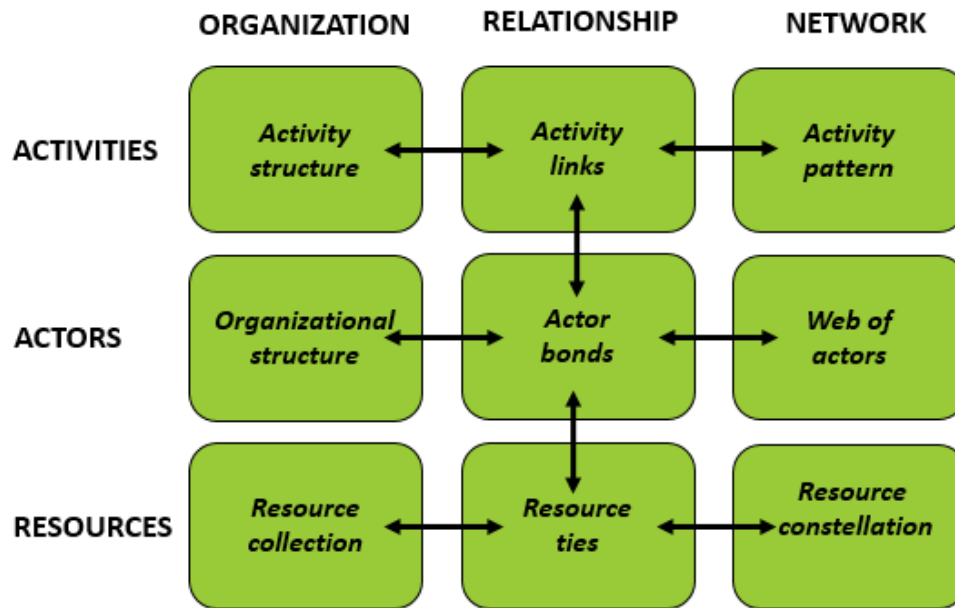 ORGANIZATION RELATIONSHIP NETWORK
ACTIVITIES
Activity
structure
Activity
links
Activity
pattern
ACTORS
Organizational
structure
Actor
bonds
Web of
actors
RESOURCES
Resource
collection
Resource
ties
Resource
constellation